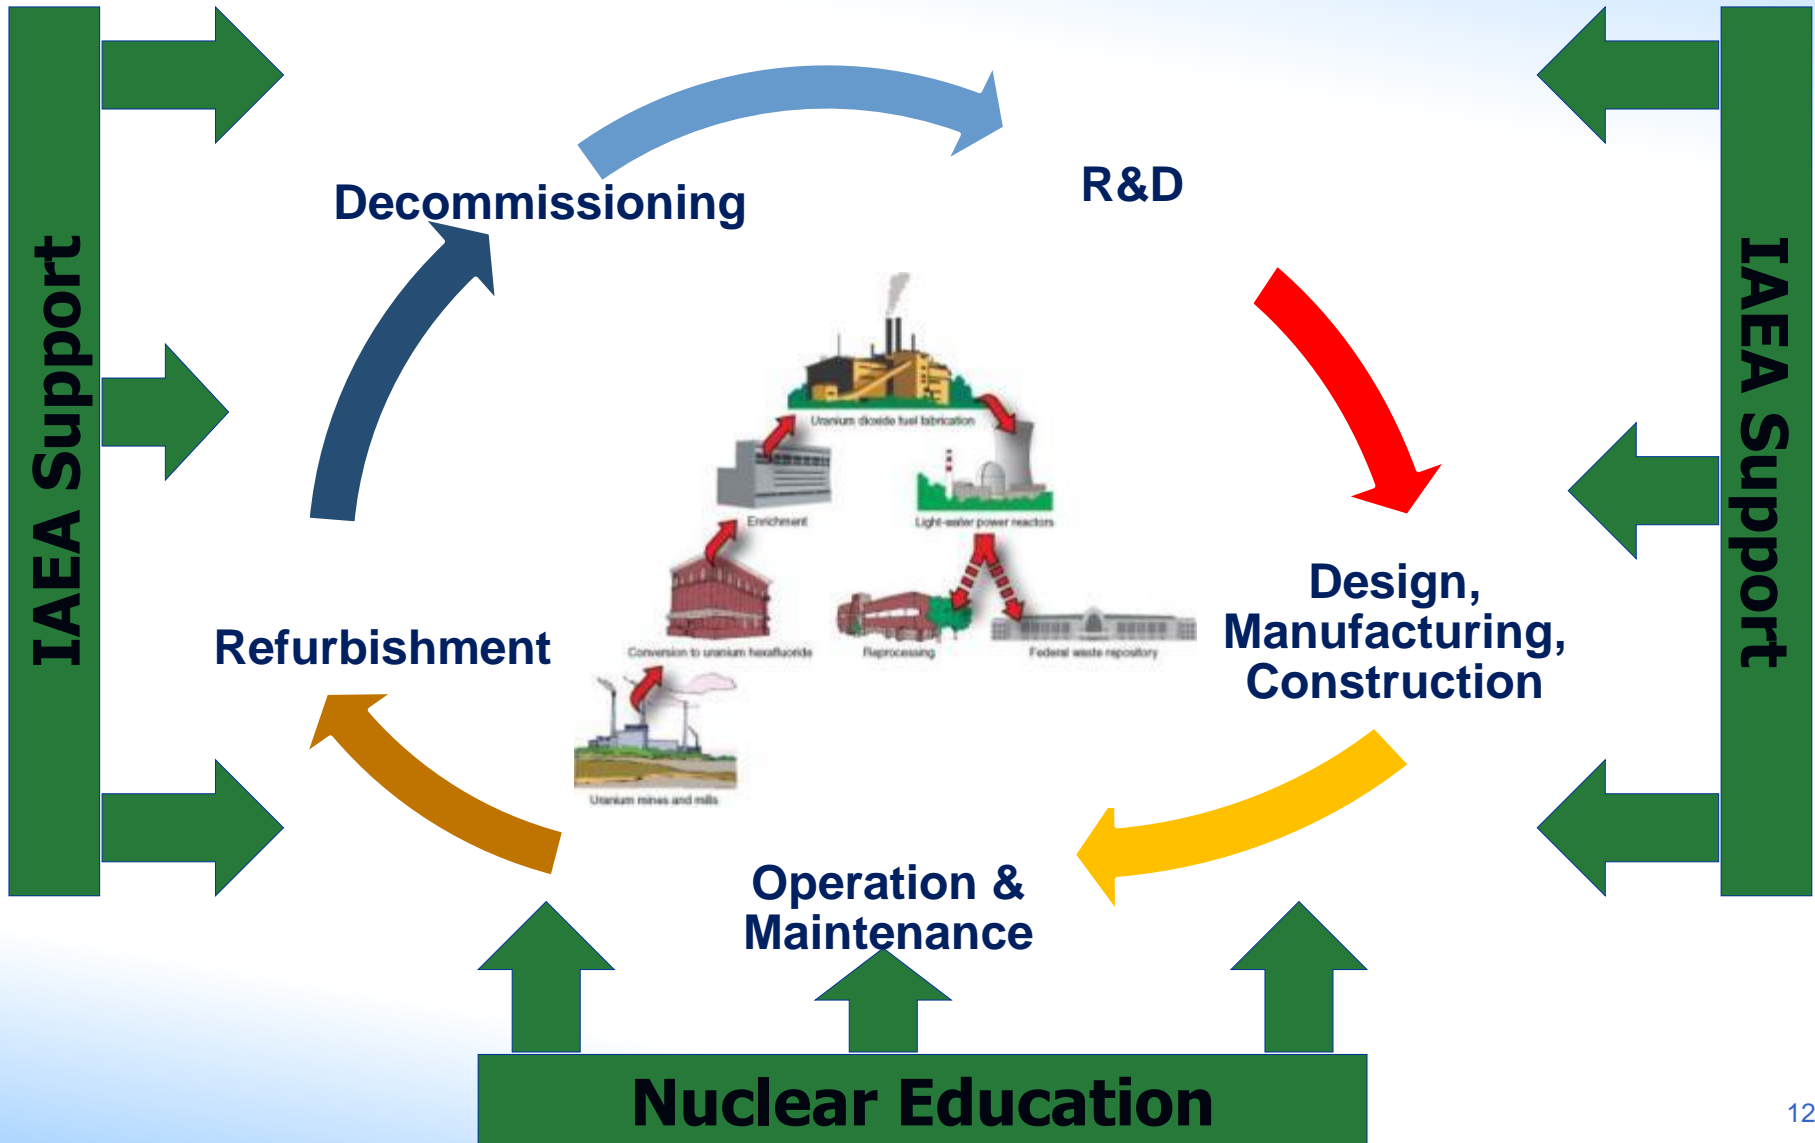 IAEA Support
Decommissioning
R&D
IAEA Support
Uranium dioxide fuel fabrication
Enrichment
Light-water power reactors
Design,
Manufacturing,
Construction
Refurbishment
Conversion to uranium hexafluoride
Reprocessing
Federal waste repository
Uranium mines and mills
Operation &
Maintenance
Nuclear Education
12